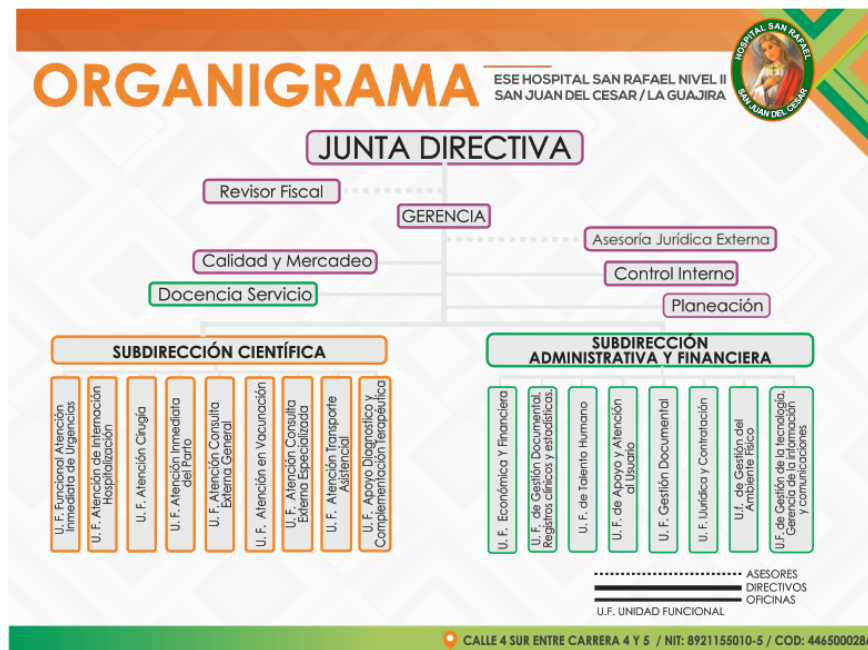 ORGANIGRAMA
ESE HOSPITAL SAN RAFAEL NIVEL II
SAN JUAN DEL CESAR / LA GUAJIRA
HOSPITAL SAN RAFAEL
SAN JUAN DEL CESAR
JUNTA DIRECTIVA
Revisor Fiscal
GERENCIA
Asesoría Jurídica Externa
Calidad y Mercadeo
Control Interno
Docencia Servicio
Planeación
SUBDIRECCIÓN CIENTÍFICA
U. F. Funcional Atención
Inmediata de Urgencias
U. F. Atención de Internación
Hospitalización
U. F. Atención Cirugía
U. F. Atención Inmediata
del Parto
U. F. Atención Consulta
Externa General
U. F. Atención en Vacunación
U. F. Atención Consulta
Externa Especializada
U. F. Atención Transporte
Asistencial
U. F. Apoyo Diagnostico y
Complementación Terapéutica
SUBDIRECCIÓN
ADMINISTRATIVA Y FINANCIERA
U. F. Económica Y Financiera
U. F. de Gestión Documental,
Registros clínicos y estadísticas.
U. F. de Talento Humano
U. F. de Apoyo y Atención
al Usuario
U. F. Gestión Documental
U. F. Jurídica y Contratación
U.f. de Gestión del
Ambiente Físico
U.F. de Gestión de la tecnología,
Gerencia de la información
y comunicaciones
ASESORES
DIRECTIVOS
OFICINAS
U.F. UNIDAD FUNCIONAL
CALLE 4 SUR ENTRE CARRERA 4 Y 5 / NIT: 8921155010-5 / COD: 4465000286